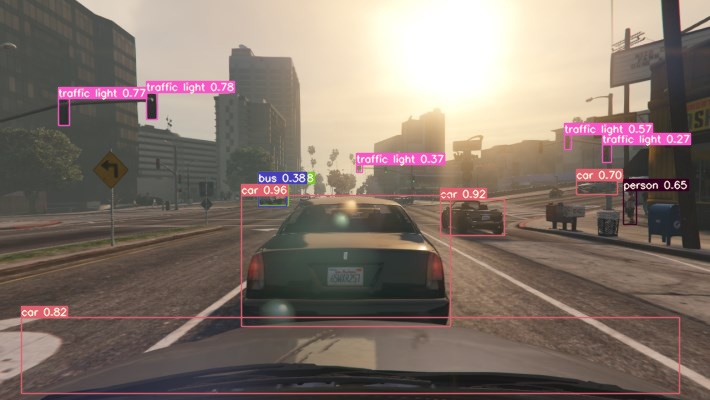 traffic light 0.77
traffic light 0.78
traffic light 0.57
traffic light 0.27
traffic light 0.37
bus 0.38
car 0.70
person 0.65
car 0.96
car 0.92
car 0.82